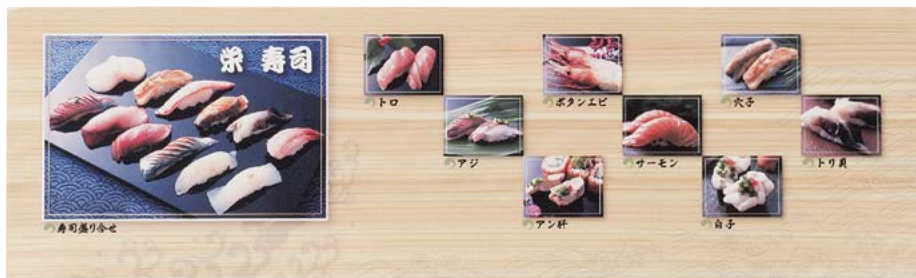 栄 寿司
寿司盛り合せ
トロ
ボタンエビ
穴子
アジ
サーモン
トリ貝
アン肝
白子